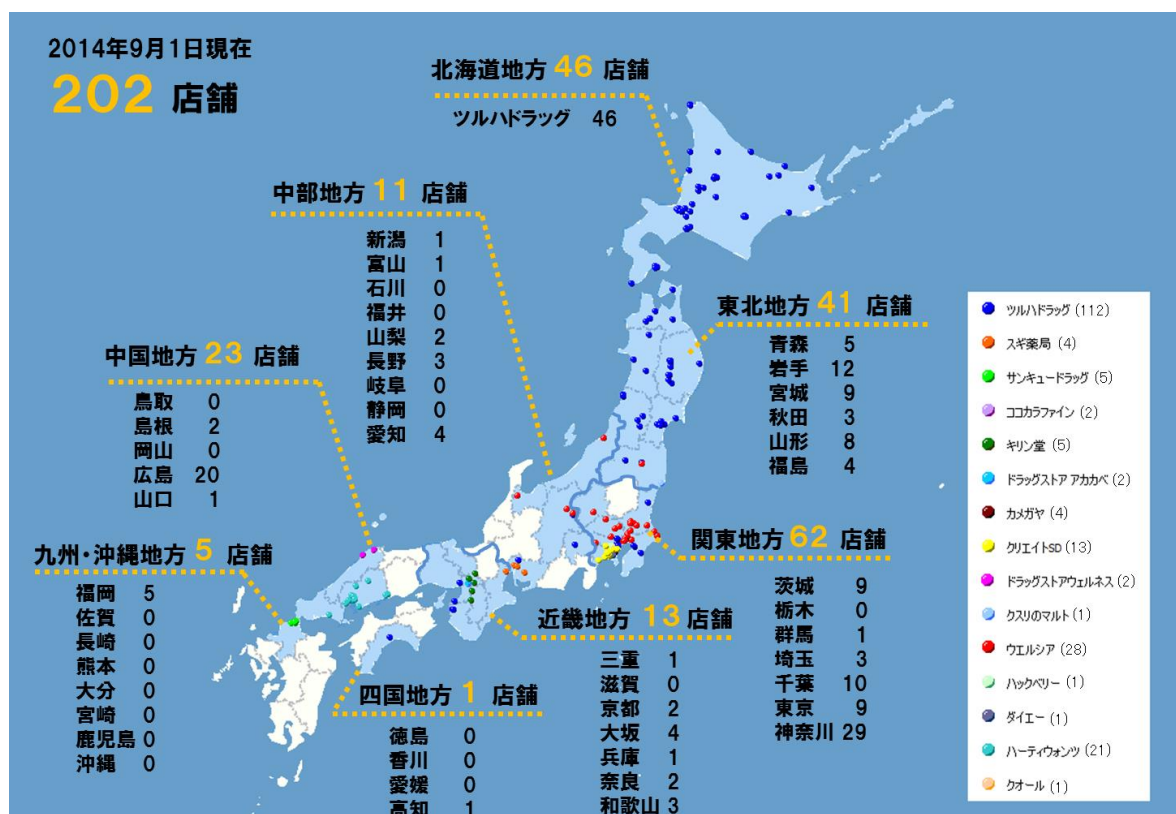 2014年9月1日現在
202 店舗
北海道地方 46 店舗
ツルハドラッグ 46
中部地方 11 店舗
新潟 1
富山 1
石川 0
福井 0
山梨 2
長野 3
岐阜 0
静岡 0
愛知 4
東北地方 41 店舗
青森 5
岩手 12
宮城 9
秋田 3
山形 8
福島 4
中国地方 23 店舗
鳥取 0
島根 2
岡山 0
広島 20
山口 1
九州・沖縄地方 5 店舗
福岡 5
佐賀 0
長崎 0
熊本 0
大分 0
宮崎 0
鹿児島 0
沖縄 0
四国地方 1 店舗
徳島 0
香川 0
愛媛 0
高知 1
近畿地方 13 店舗
三重 1
滋賀 0
京都 2
大坂 4
兵庫 1
奈良 2
和歌山 3
関東地方 62 店舗
茨城 9
栃木 0
群馬 1
埼玉 3
千葉 10
東京 9
神奈川 29
ツルハドラッグ (112)
スギ薬局 (4)
サンキュードラッグ (5)
ココカラファイン (2)
キリン堂 (5)
ドラッグストア アカカベ (2)
カメガヤ (4)
クリエイトSD (13)
ドラッグストアウェルネス (2)
クスリのマルト (1)
ウエルシア (28)
ハックベリー (1)
ダイエー (1)
ハーティウォンツ (21)
クオール (1)